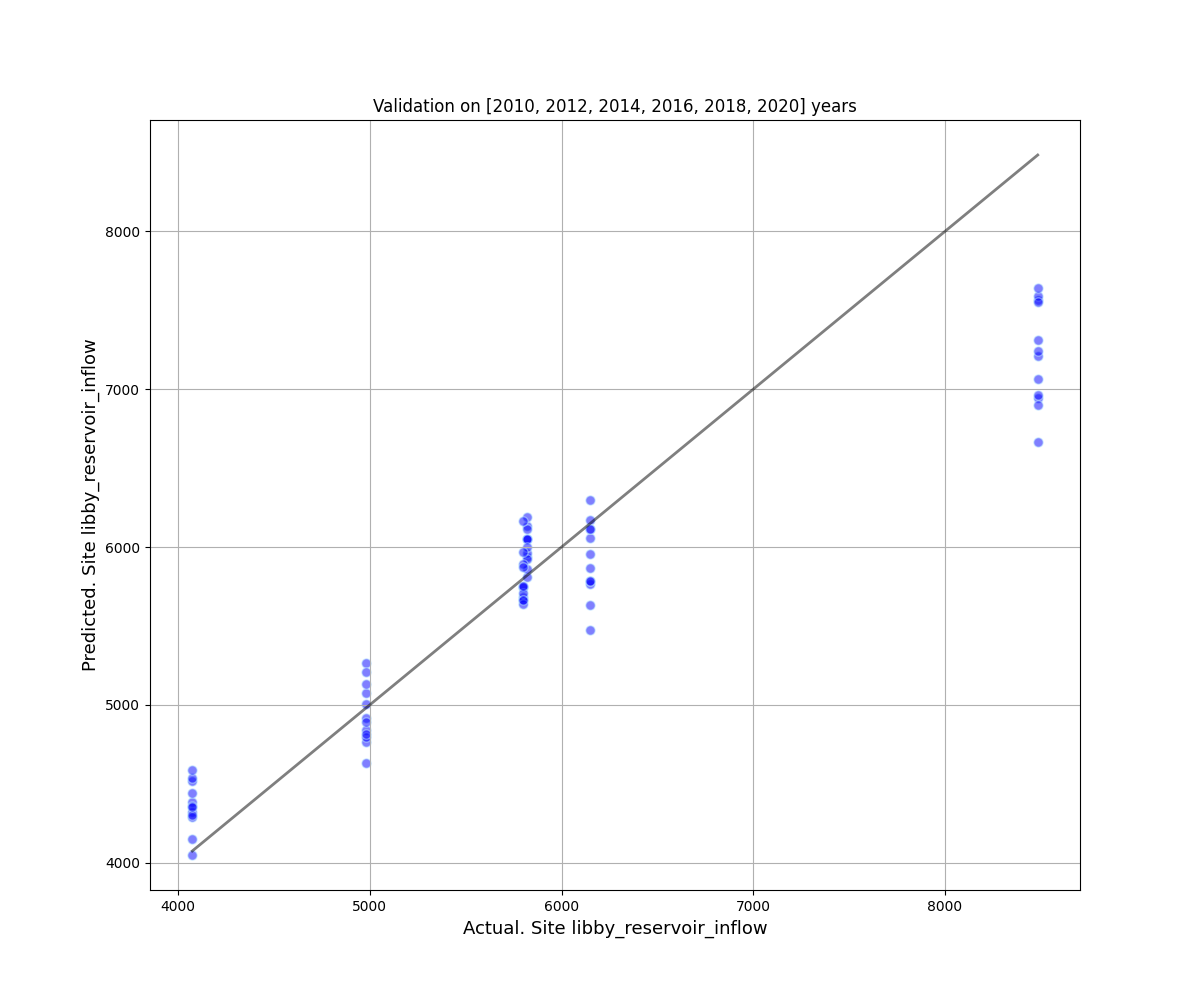 Validation on [2010, 2012, 2014, 2016, 2018, 2020] years
Predicted. Site libby_reservoir_inflow
8000
7000
6000
5000
4000
4000 5000 6000 7000 8000
Actual. Site libby_reservoir_inflow